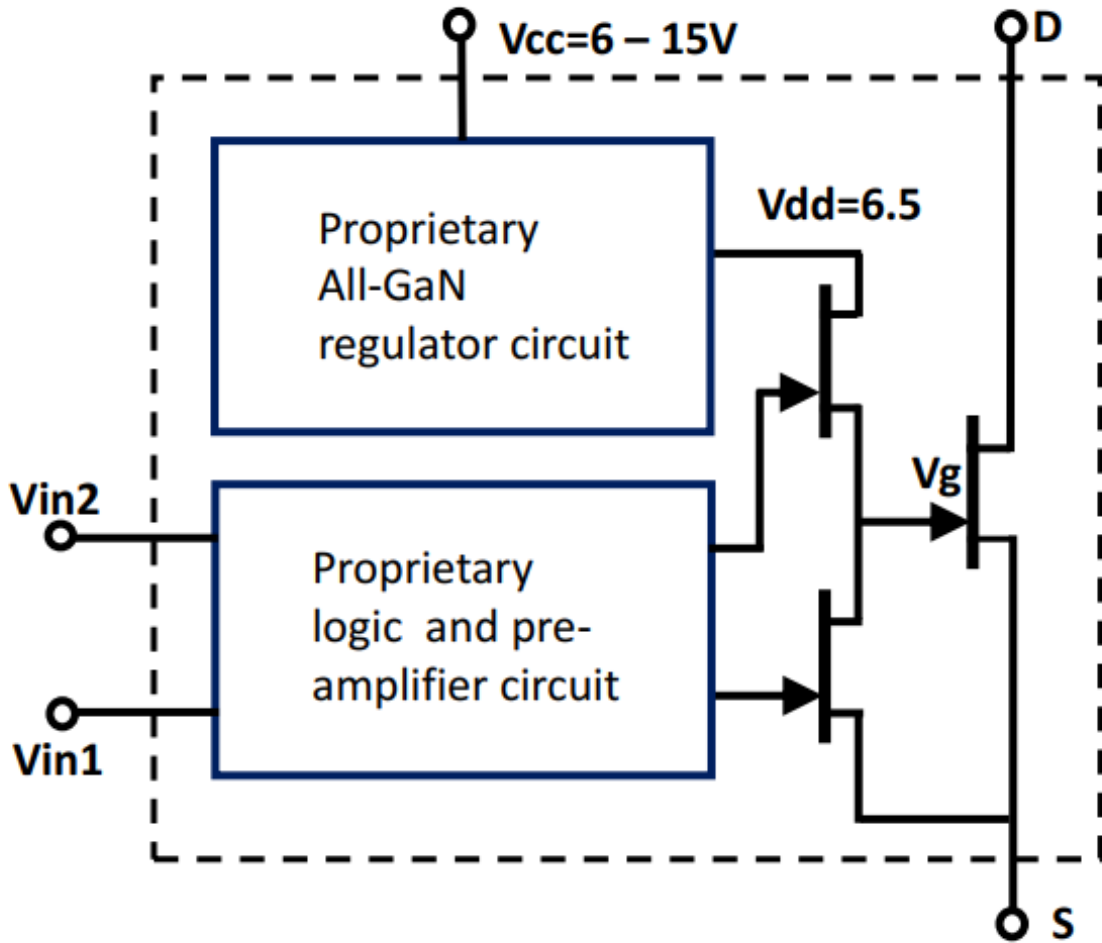 Vcc=6 – 15V
D
Proprietary
All-GaN
regulator circuit
Vdd=6.5
Vg
Vin2
Proprietary
logic and pre-
amplifier circuit
Vin1
S